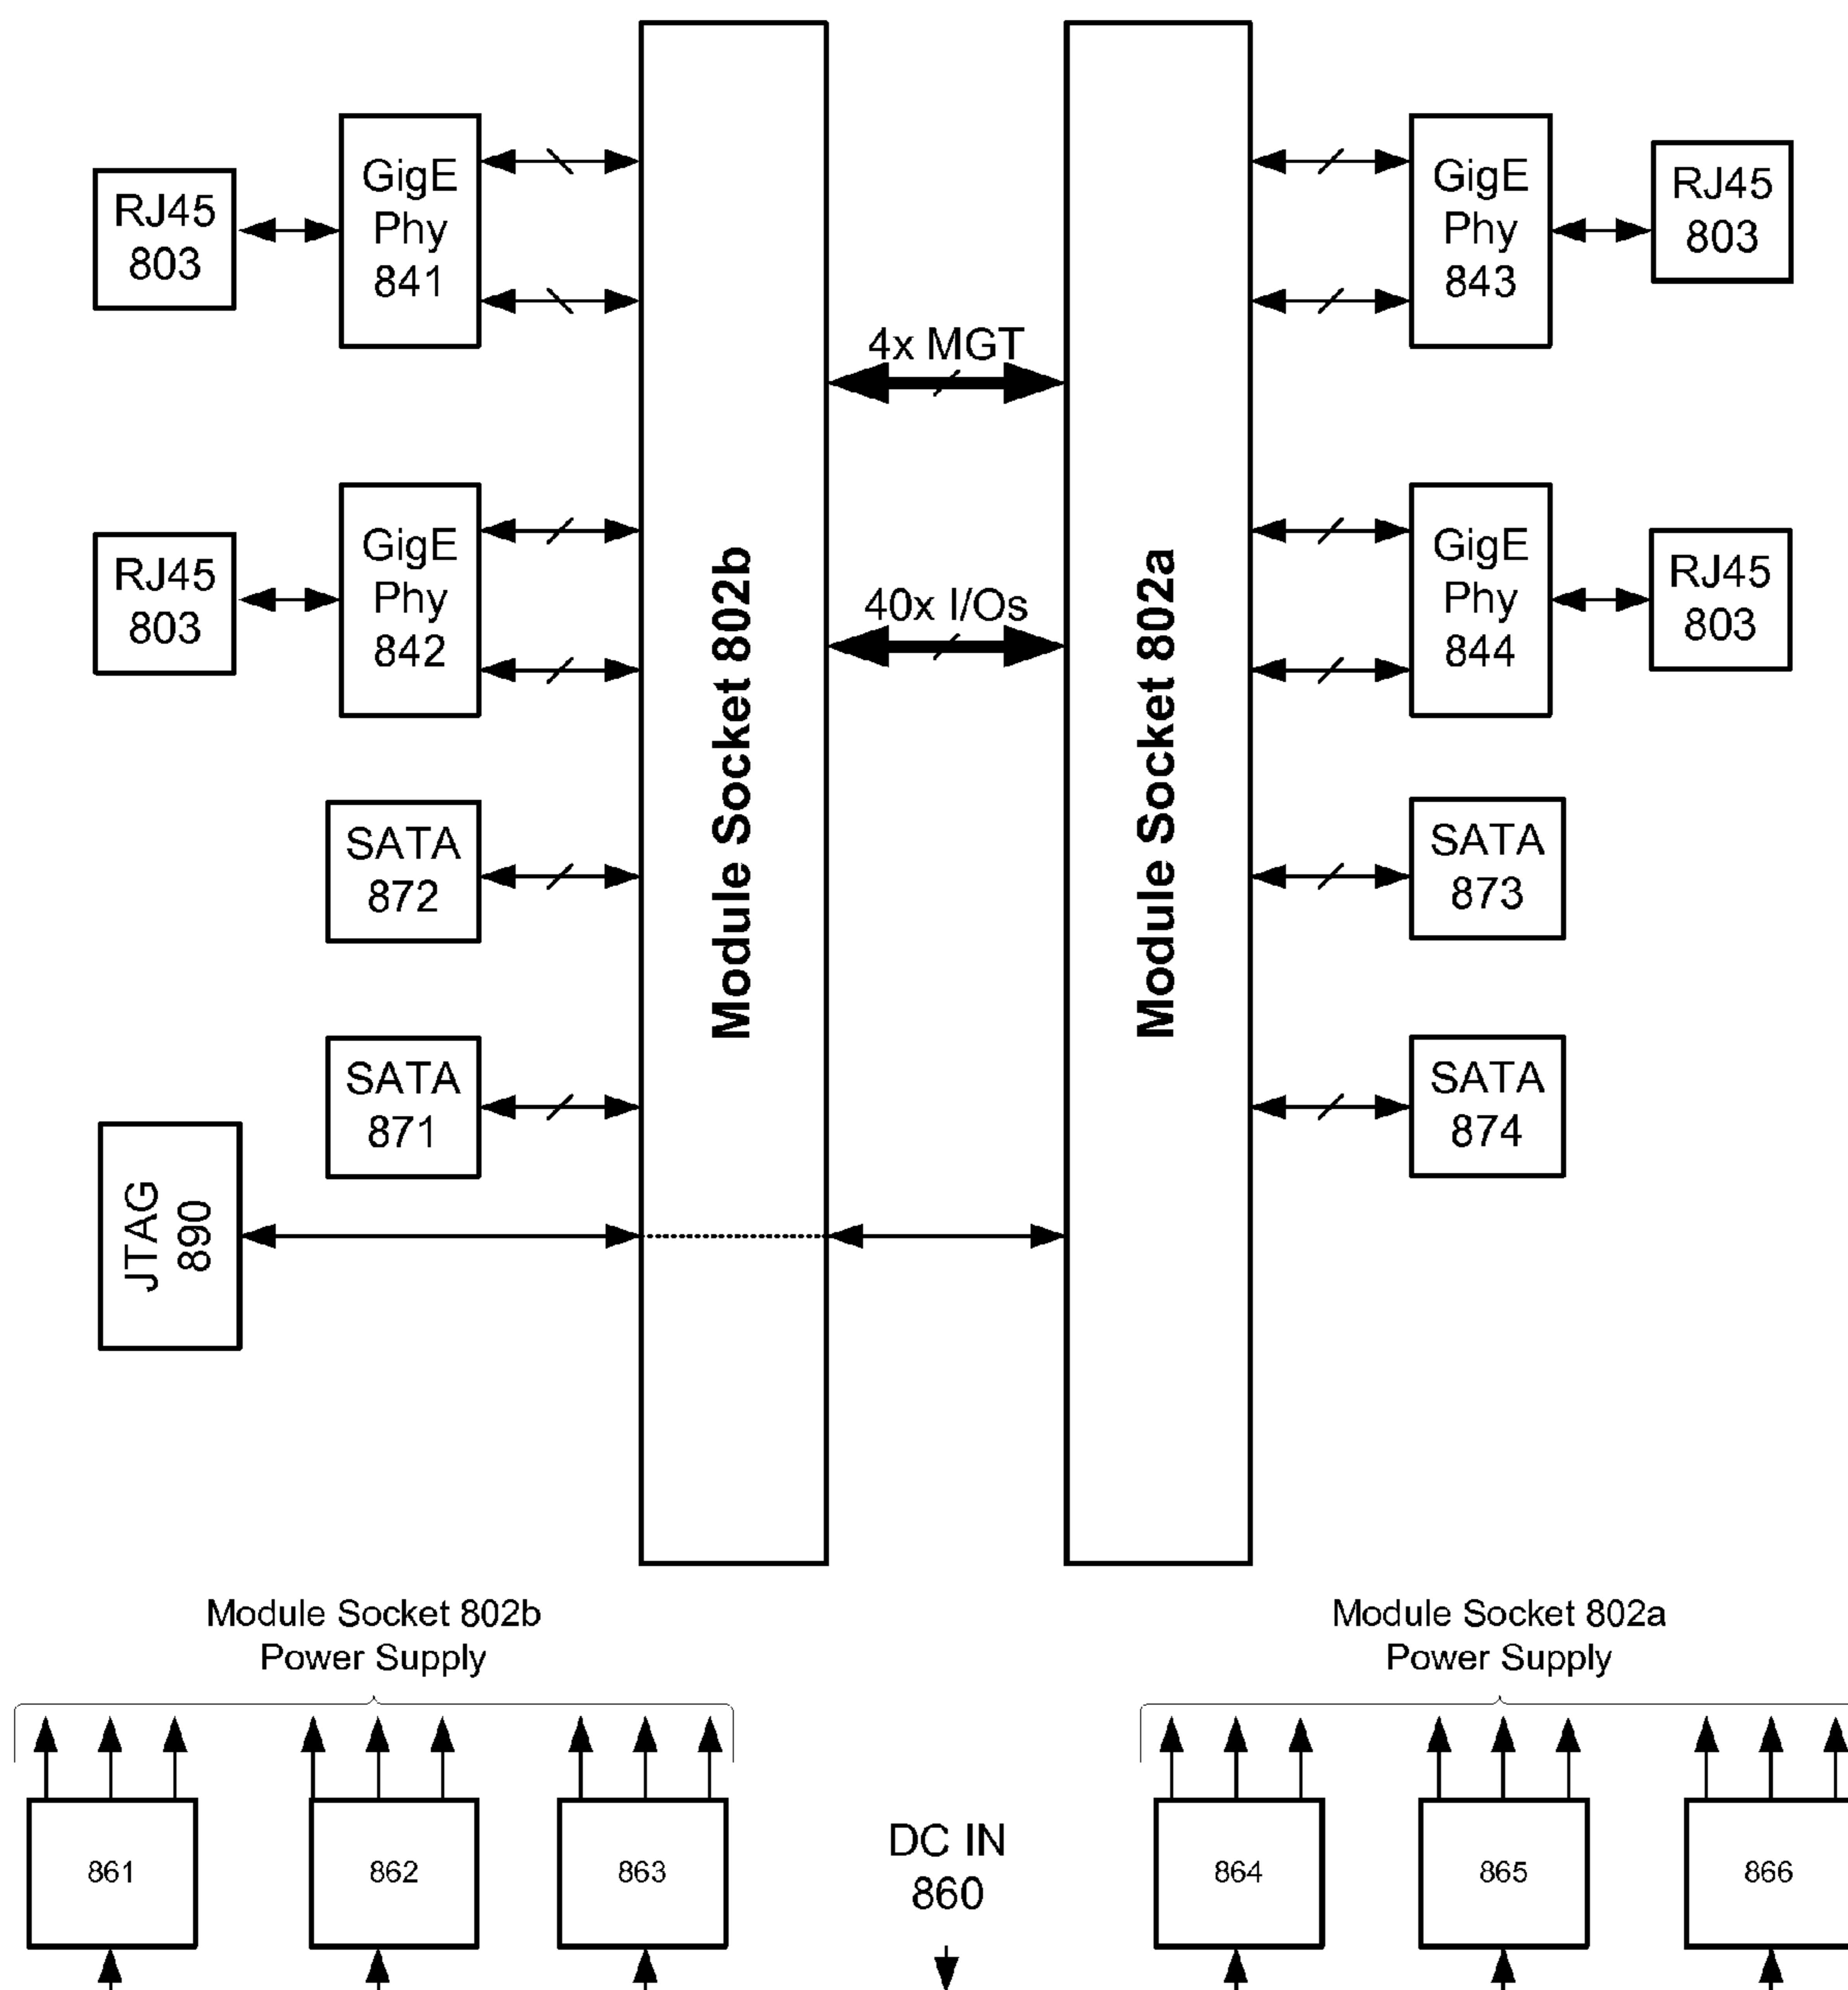 RJ45
803
GigE
Phy
841
GigE
Phy
843
RJ45
803
4x MGT
RJ45
803
GigE
Phy
842
Module Socket 802b
40x I/Os
Module Socket 802a
GigE
Phy
844
RJ45
803
SATA
872
SATA
873
SATA
871
SATA
874
JTAG
890
Module Socket 802b
Power Supply
Module Socket 802a
Power Supply
861
862
863
DC IN
860
864
865
866